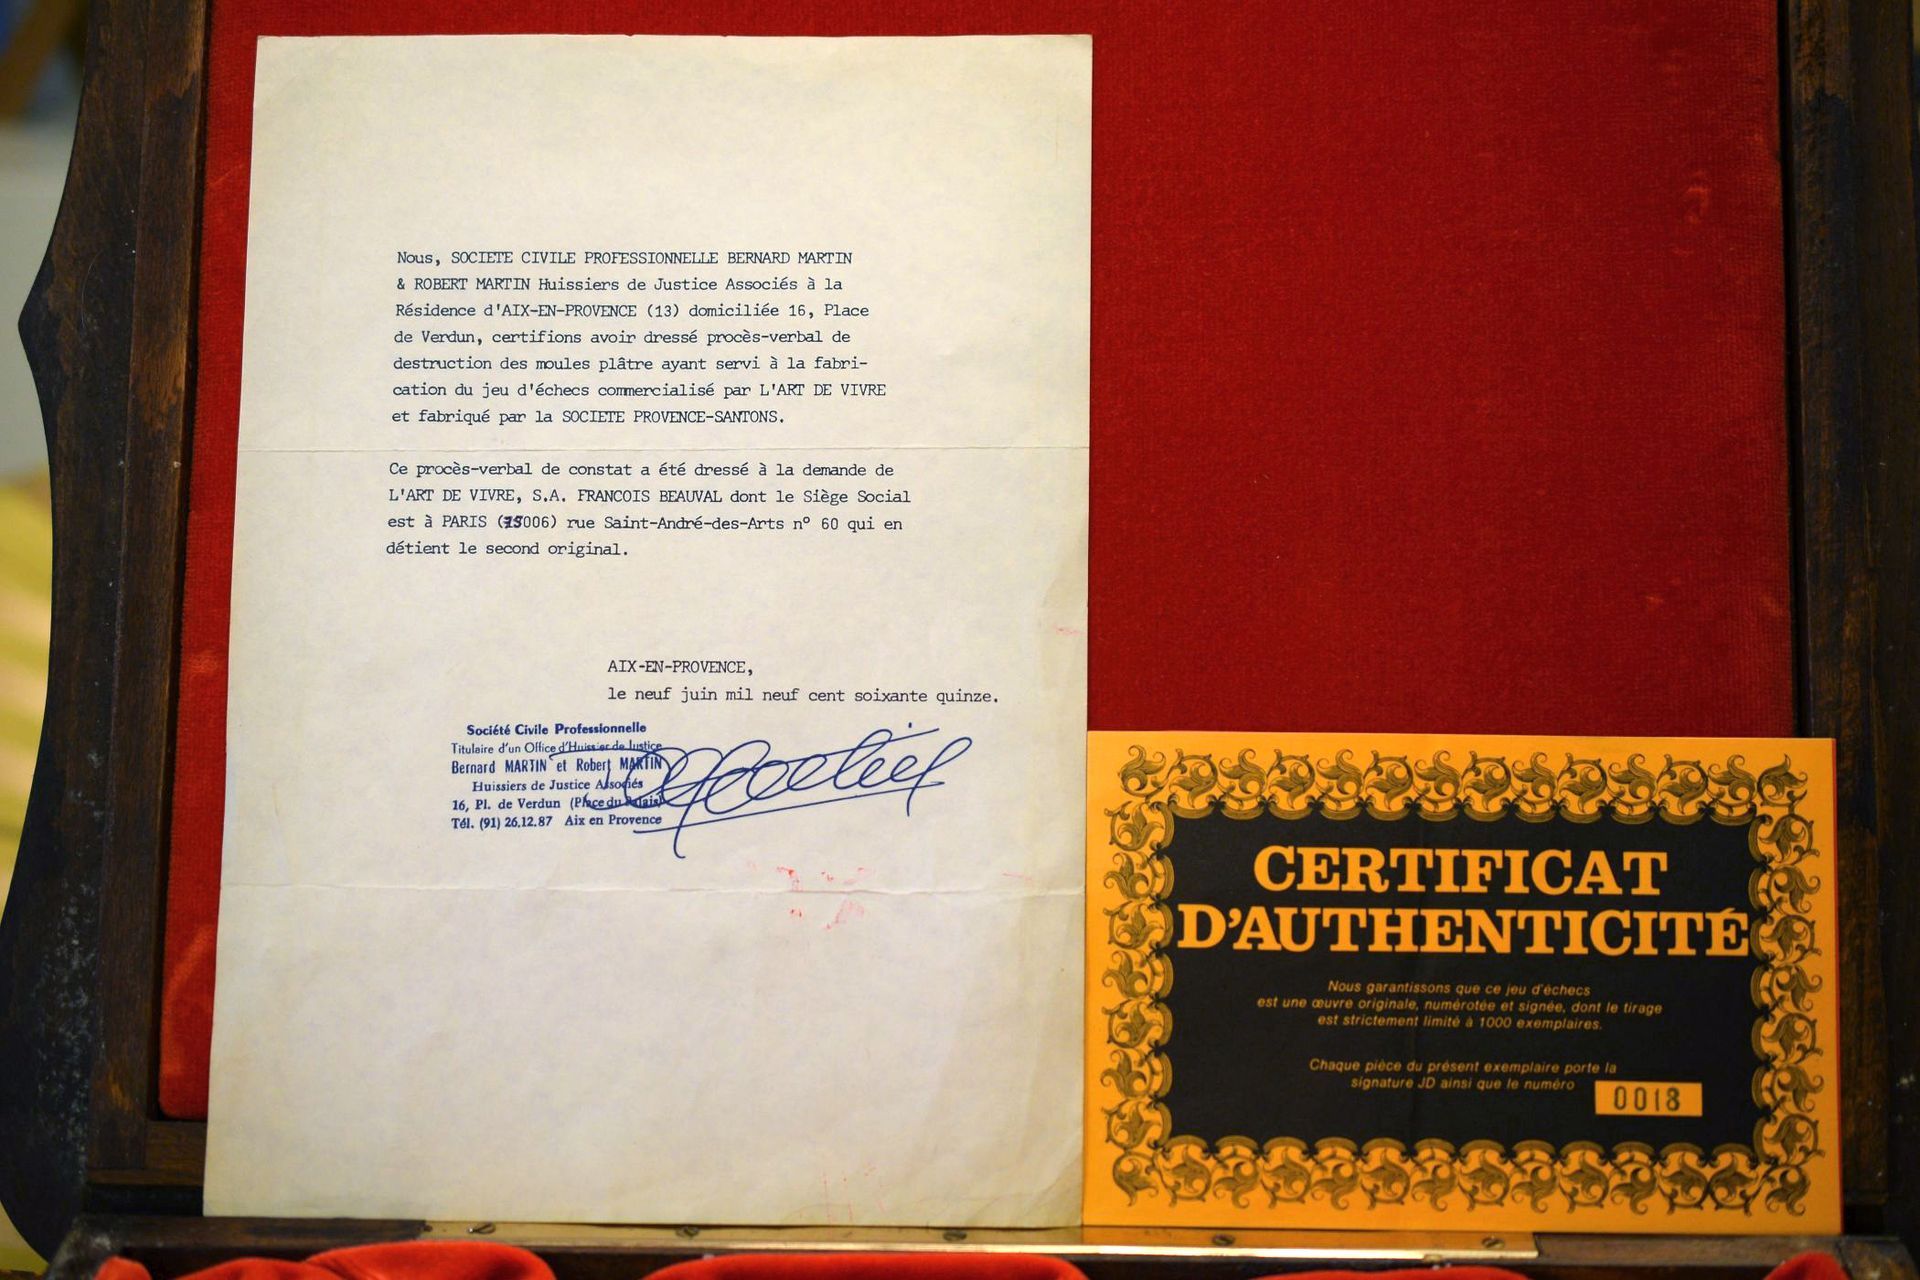 Nous, SOCIETE CIVILE PROFESSIONNELLE BERNARD MARTIN
& ROBERT MARTIN Huissiers de Justice Associés à la
Résidence d'AIX-EN-PROVENCE (13) domiciliée 16, Place
de Verdun, certifions avoir dressé procès-verbal de
destruction des moules plâtre ayant servi à la fabri-
cation du jeu d'échecs commercialisé par L'ART DE VIVRE
et fabriqué par la SOCIETE PROVENCE-SANTONS.
Ce procès-verbal de constat a été dressé à la demande de
L'ART DE VIVRE, S.A. FRANCOIS BEAUVAL dont le Siège Social
est à PARIS (75006) rue Saint-André-des-Arts n° 60 qui en
détient le second original.
AIX-EN-PROVENCE,
le neuf juin mil neuf cent soixante quinze.
Société Civile Professionnelle
Titulaire d'un Office d'Huissier de Justice
Bernard MARTIN et Robert MARTIN
Huissiers de Justice Associés
16, Pl. de Verdun (Place du Palais)
Tél. (91) 26.12.87 Aix en Provence
CERTIFICAT
D'AUTHENTICITÉ
Nous garantissons que ce jeu d'échecs
est une œuvre originale, numérotée et signée, dont le tirage
est strictement limité à 1000 exemplaires.
Chaque pièce du présent exemplaire porte la
signature JD ainsi que le numéro 0018